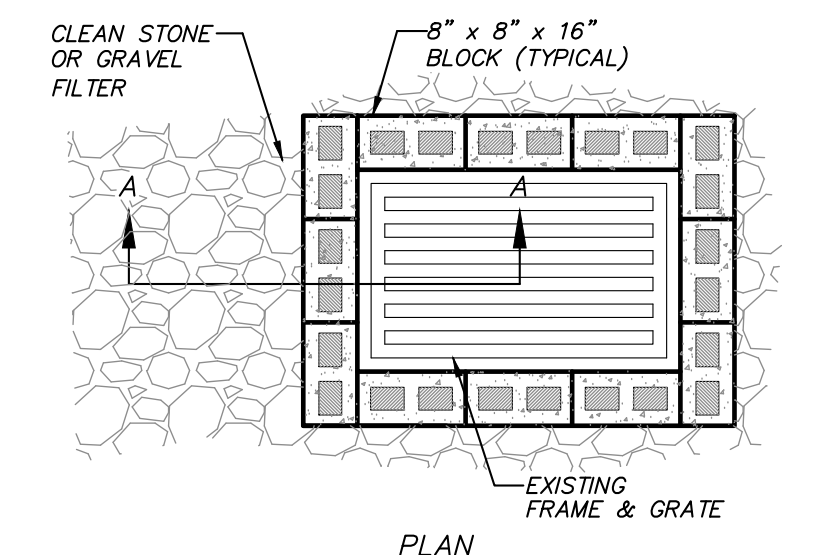 CLEAN STONE
OR GRAVEL
FILTER
8” x 8” x 16”
BLOCK (TYPICAL)
A
A
EXISTING
FRAME & GRATE
PLAN